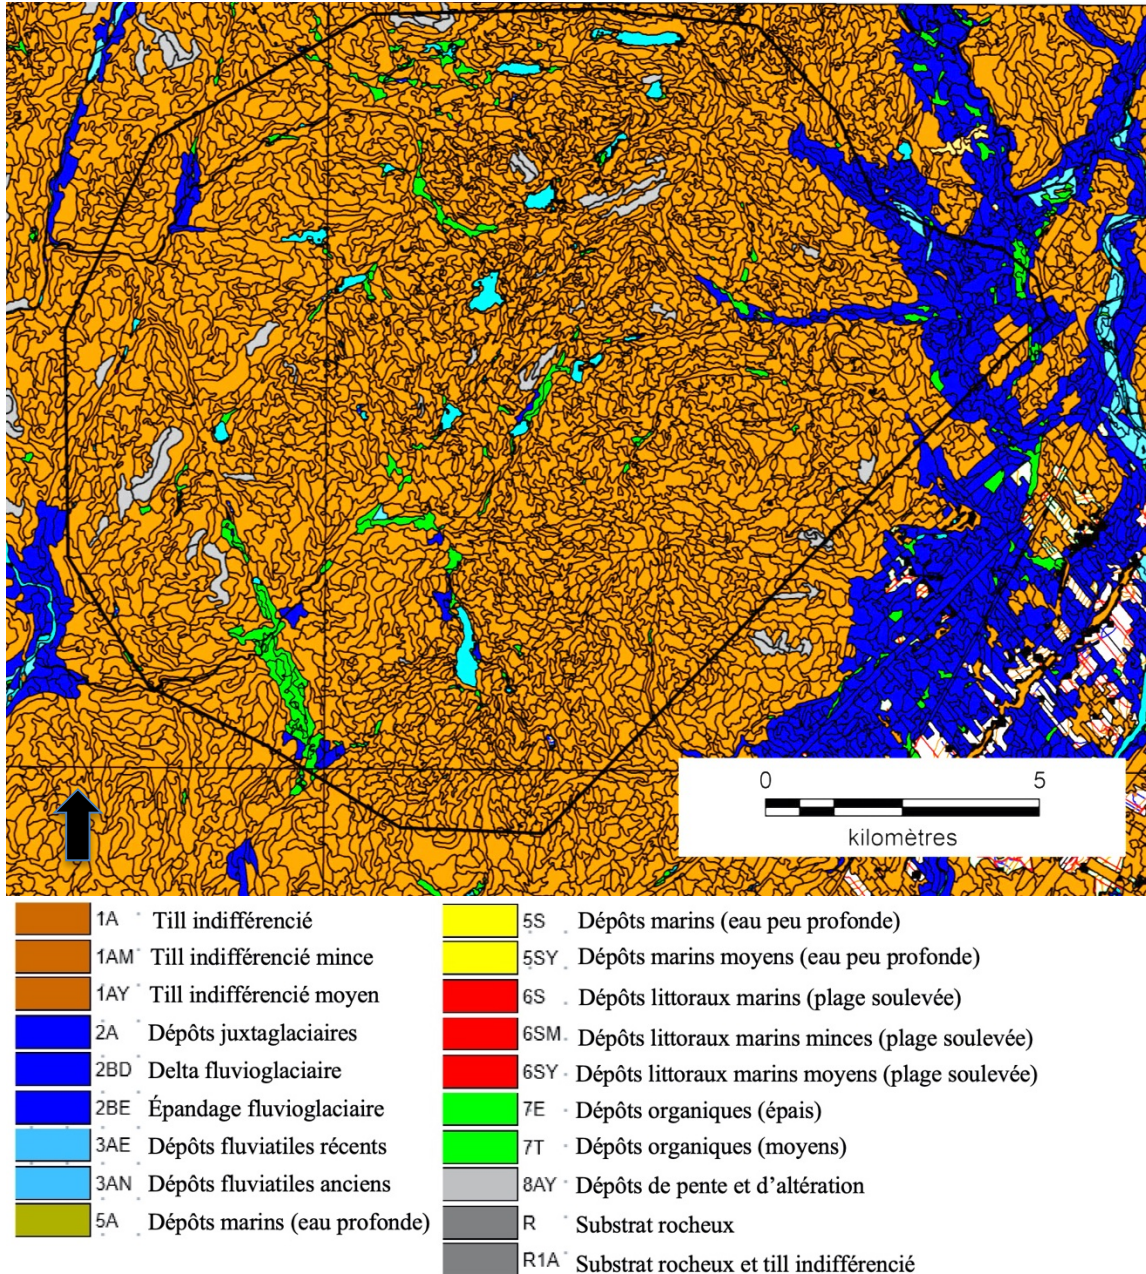 0 5
kilomètres
1A Till indifférencié
1AM Till indifférencié mince
1AY Till indifférencié moyen
2A Dépôts juxtaglaciaires
2BD Delta fluvioglaciaire
2BE Épandage fluvioglaciaire
3AE Dépôts fluviatiles récents
3AN Dépôts fluviatiles anciens
5A Dépôts marins (eau profonde)
5S Dépôts marins (eau peu profonde)
5SY Dépôts marins moyens (eau peu profonde)
6S Dépôts littoraux marins (plage soulevée)
6SM Dépôts littoraux marins minces (plage soulevée)
6SY Dépôts littoraux marins moyens (plage soulevée)
7E Dépôts organiques (épais)
7T Dépôts organiques (moyens)
8AY Dépôts de pente et d’altération
R Substrat rocheux
R1A Substrat rocheux et till indifférencié